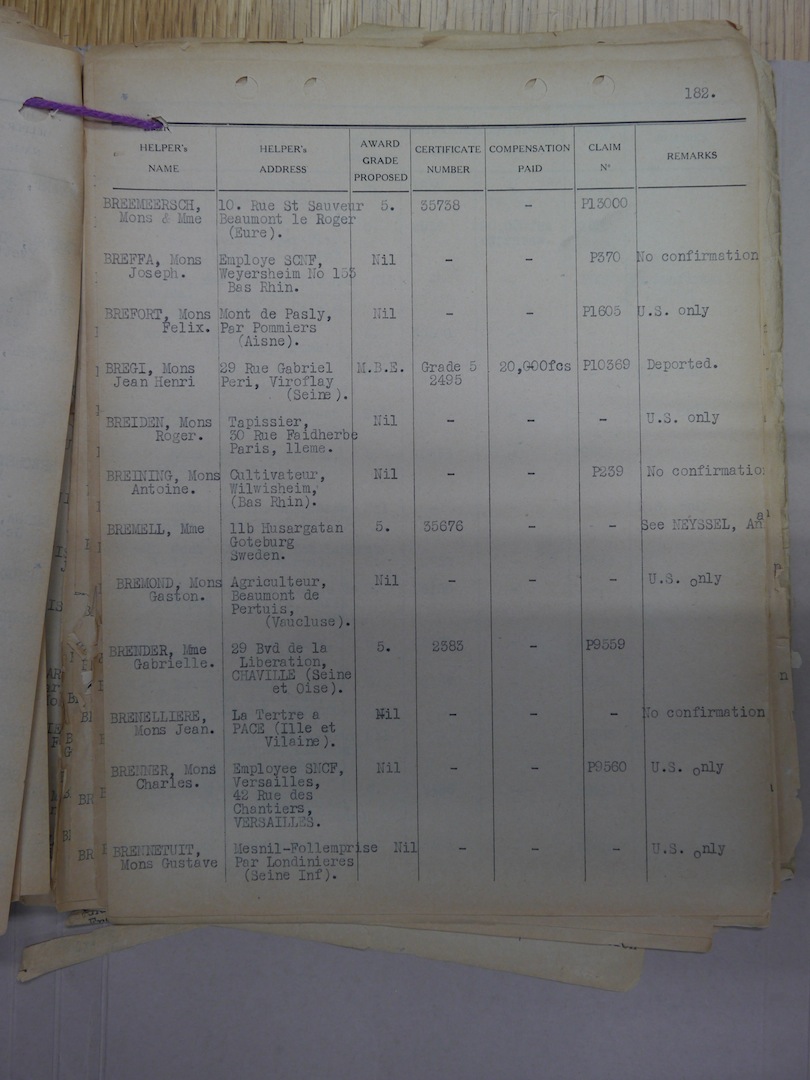 182.
HELPER's NAME HELPER's ADDRESS AWARD GRADE PROPOSED CERTIFICATE NUMBER COMPENSATION PAID CLAIM Nº REMARKS
BREEMEERSCH, 10. Rue St Sauveur 5. 35738 - P13000
Mons & Mme Beaumont le Roger
(Eure).
BREFFA, Mons Employe SCNF, Nil - - P370 No confirmation
Joseph. Weyersheim No 153
Bas Rhin.
BREFORT, Mons Mont de Pasly, Nil - - P1605 U.S. only
Felix. Par Pommiers
(Aisne).
BREGI, Mons 29 Rue Gabriel M.B.E. Grade 5 20,000fcs P10369 Deported.
Jean Henri Peri, Viroflay 2495
(Seine).
BREIDEN, Mons Tapissier, Nil - - - U.S. only
Roger. 30 Rue Faidherbe
Paris, 11eme.
BREINING, Mons Cultivateur, Nil - - P239 No confirmatio
Antoine. Wilwisheim,
(Bas Rhin).
BREMELL, Mme 11b Husargatan 5. 35676 - - See NEYSSEL, Ana
Goteburg
Sweden.
BREMOND, Mons Agriculteur, Nil - - - U.S. only
Gaston. Beaumont de
Pertuis,
(Vaucluse).
BRENDER, Mme 29 Bvd de la 5. 2383 - P9559
Gabrielle. Liberation,
CHAVILLE (Seine
et Oise).
BRENELLIERE, La Tertre a Nil - - - No confirmation
Mons Jean. PACE (Ille et
Vilaine).
BRENNER, Mons Employee SNCF, Nil - - P9560 U.S. only
Charles. Versailles,
42 Rue des
Chantiers,
VERSAILLES.
BRENNETUIT, Mesnil-Follemprise Nil - - - U.S. only
Mons Gustave Par Londinieres
(Seine Inf).